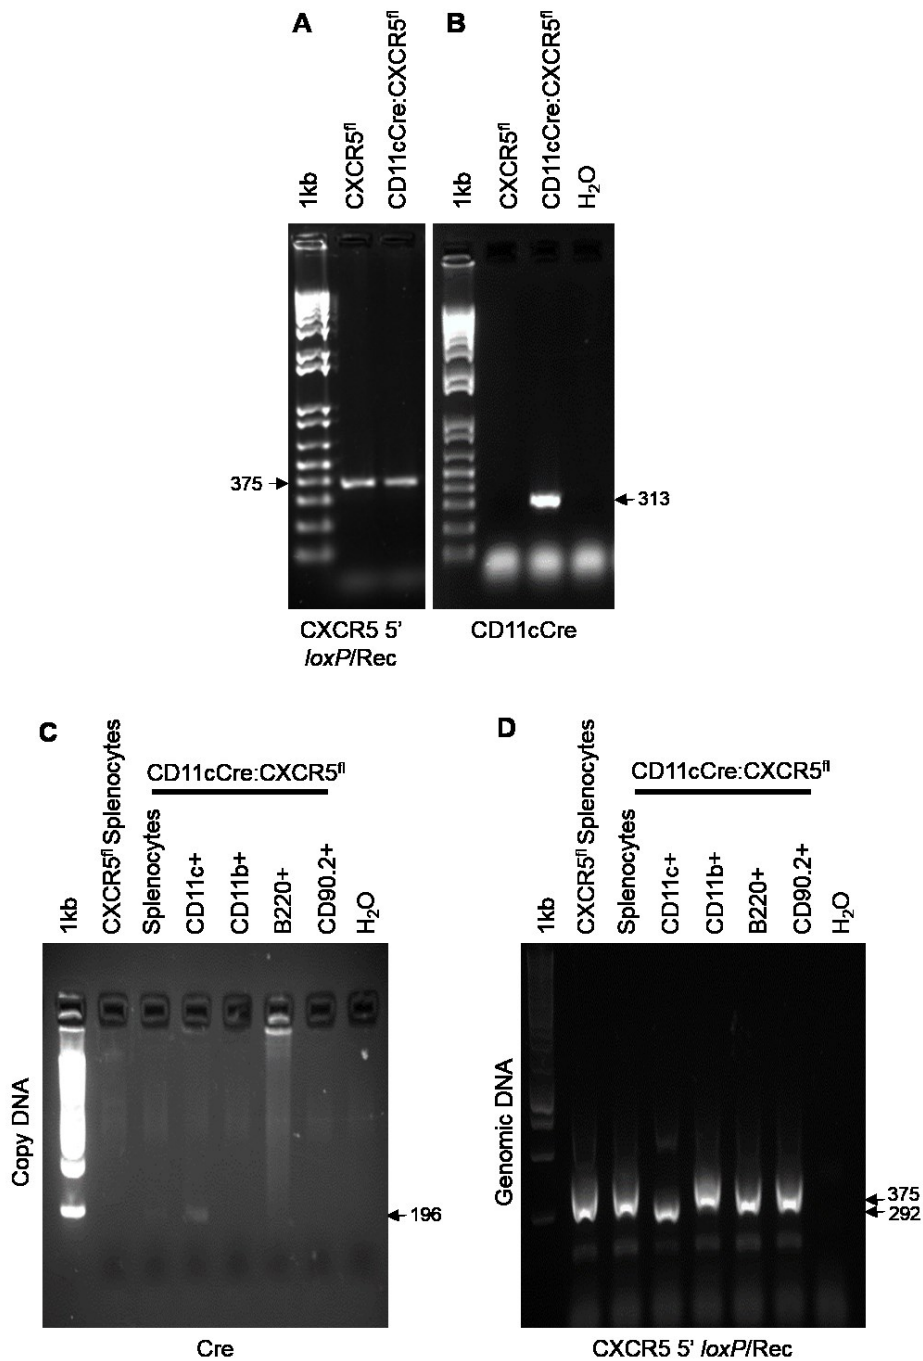 A
1kb
CXCR5fl
CD11cCre:CXCR5fl
375
CXCR5 5’
loxP/Rec
B
1kb
CXCR5fl
CD11cCre:CXCR5fl
H2O
313
CD11cCre
C
CD11cCre:CXCR5fl
1kb
CXCR5fl Splenocytes
Splenocytes
CD11c+
CD11b+
B220+
CD90.2+
H2O
Copy DNA
196
Cre
D
CD11cCre:CXCR5fl
1kb
CXCR5fl Splenocytes
Splenocytes
CD11c+
CD11b+
B220+
CD90.2+
H2O
Genomic DNA
375
292
CXCR5 5’ loxP/Rec